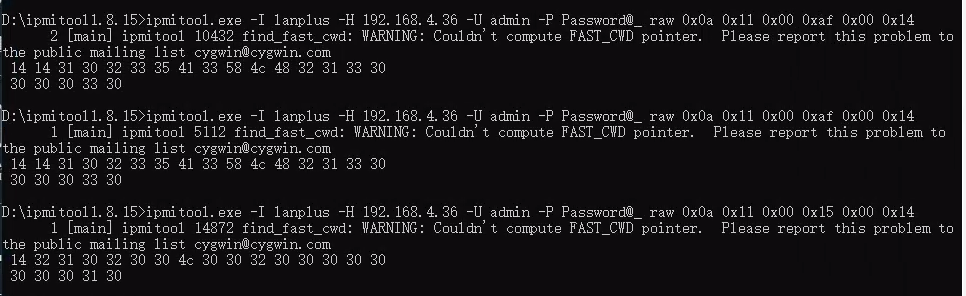 D:\ipmitool1.8.15>ipmitool.exe -I lanplus -H 192.168.4.36 -U admin -P Password@_ raw 0x0a 0x11 0x00 0xaf 0x00 0x14
2 [main] ipmitool 10432 find_fast_cwd: WARNING: Couldn't compute FAST_CWD pointer.  Please report this problem to
the public mailing list cygwin@cygwin.com
14 14 31 30 32 33 35 41 33 58 4c 48 32 31 33 30
30 30 30 33 30
D:\ipmitool1.8.15>ipmitool.exe -I lanplus -H 192.168.4.36 -U admin -P Password@_ raw 0x0a 0x11 0x00 0xaf 0x00 0x14
1 [main] ipmitool 5112 find_fast_cwd: WARNING: Couldn't compute FAST_CWD pointer.  Please report this problem to
the public mailing list cygwin@cygwin.com
14 14 31 30 32 33 35 41 33 58 4c 48 32 31 33 30
30 30 30 33 30
D:\ipmitool1.8.15>ipmitool.exe -I lanplus -H 192.168.4.36 -U admin -P Password@_ raw 0x0a 0x11 0x00 0x15 0x00 0x14
1 [main] ipmitool 14872 find_fast_cwd: WARNING: Couldn't compute FAST_CWD pointer.  Please report this problem to
the public mailing list cygwin@cygwin.com
14 32 31 30 32 30 30 4c 30 30 32 30 30 30 30 30
30 30 30 31 30